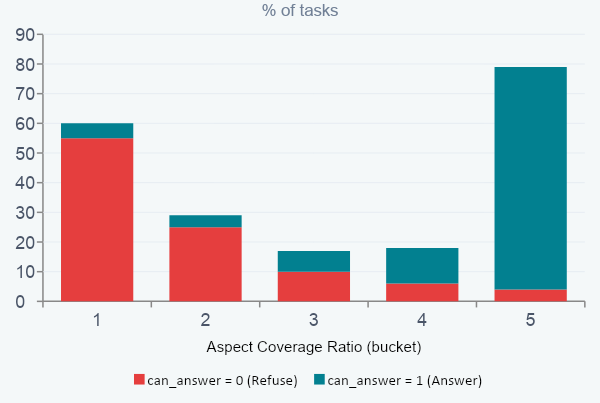 % of tasks
90
80
70
60
50
40
30
20
10
0
1 2 3 4 5
Aspect Coverage Ratio (bucket)
can_answer = 0 (Refuse) can_answer = 1 (Answer)